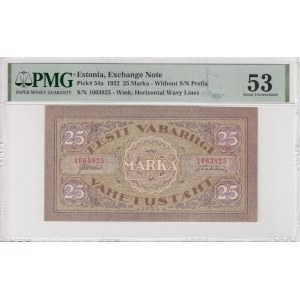 PMG
PAPER MONEY GUARANTY
Estonia, Exchange Note
Pick# 54a 1922 25 Marka - Without S/N Prefix
S/N 1663825 - Wmk: Horizontal Wavy Lines
53
About Uncirculated
25 EESTI VABARIIGI 25
1663825 1663825
MARKA
25 VAHETUSTÄHT 25